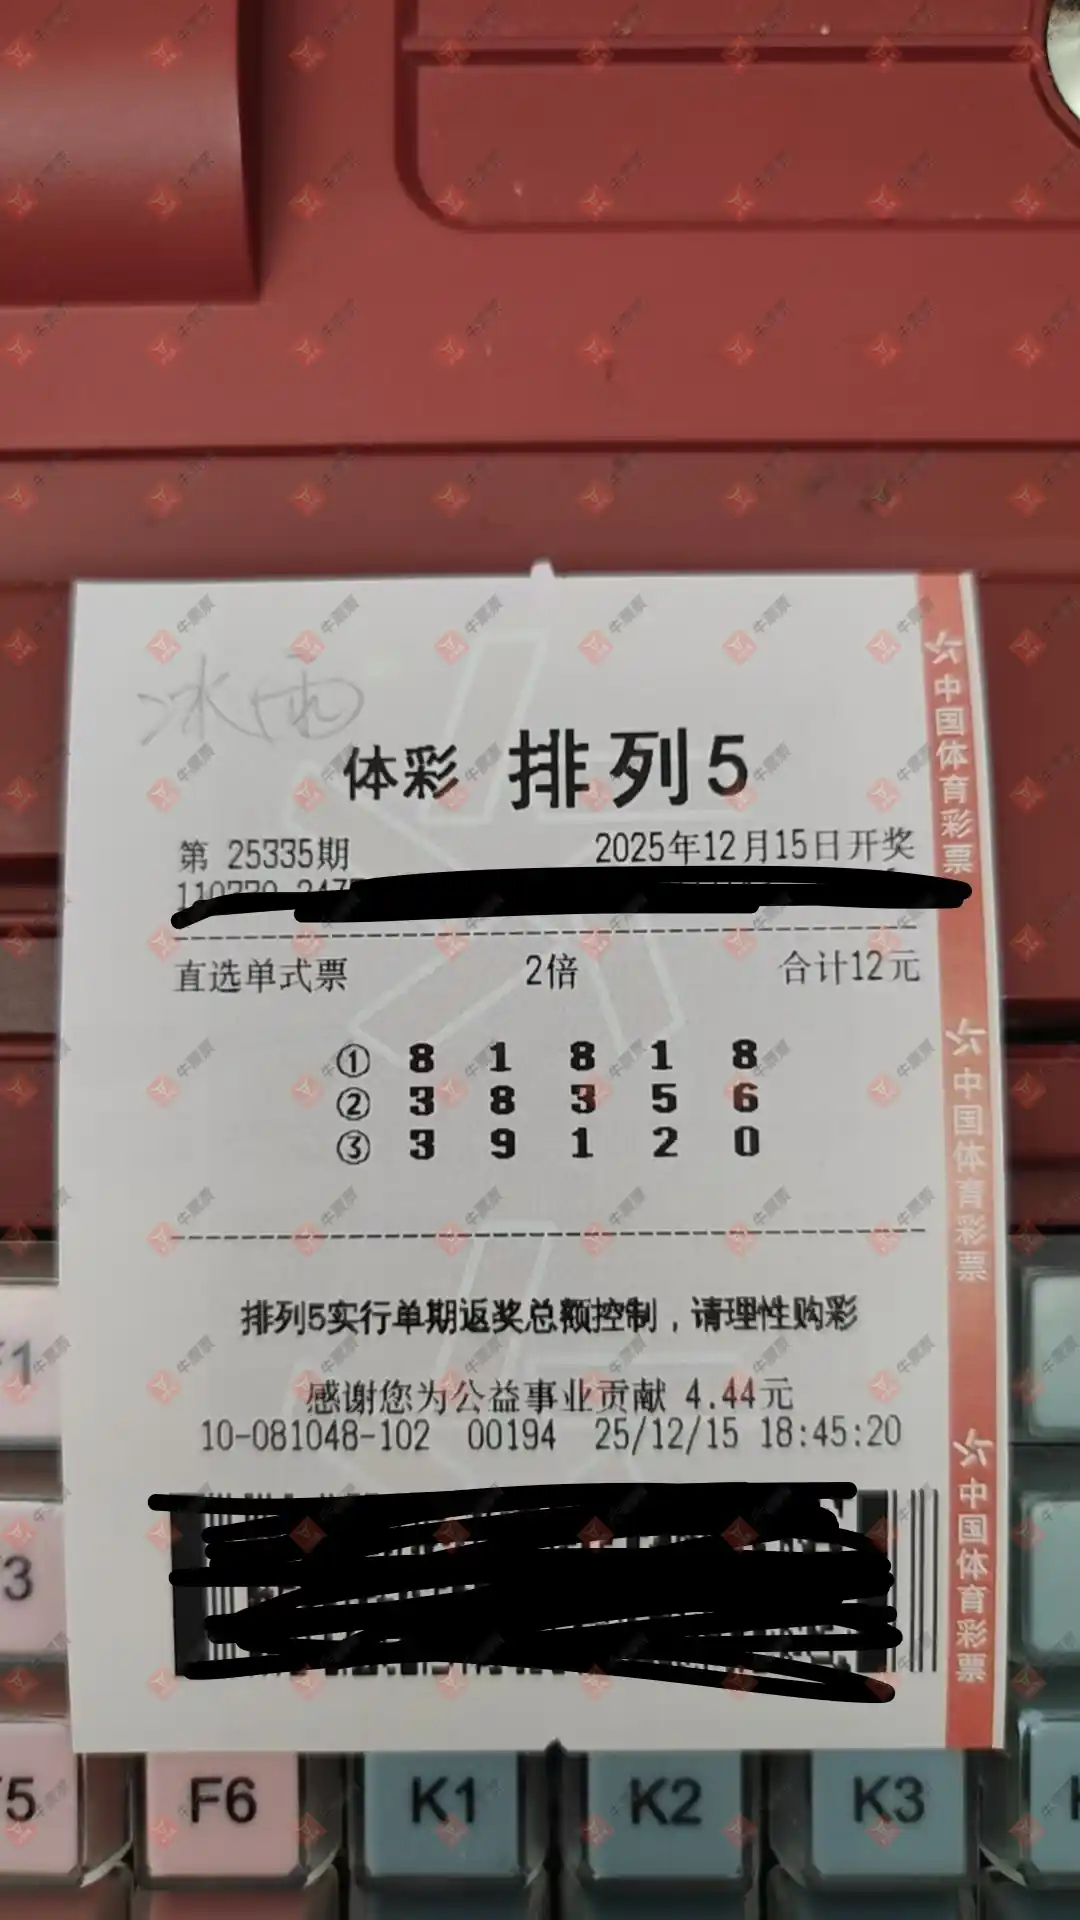 冰雨
体彩 排列5
第 25335期 2025年12月15日开奖
直选单式票 2倍 合计12元
① 8 1 8 1 8
② 3 8 3 5 6
③ 3 9 1 2 0
排列5实行单期返奖总额控制，请理性购彩
感谢您为公益事业贡献 4.44元
10-081048-102 00194 25/12/15 18:45:20
中国体育彩票
中国体育彩票
中国体育彩票
F1
F3
F5
F6
K1
K2
K3
牛票票